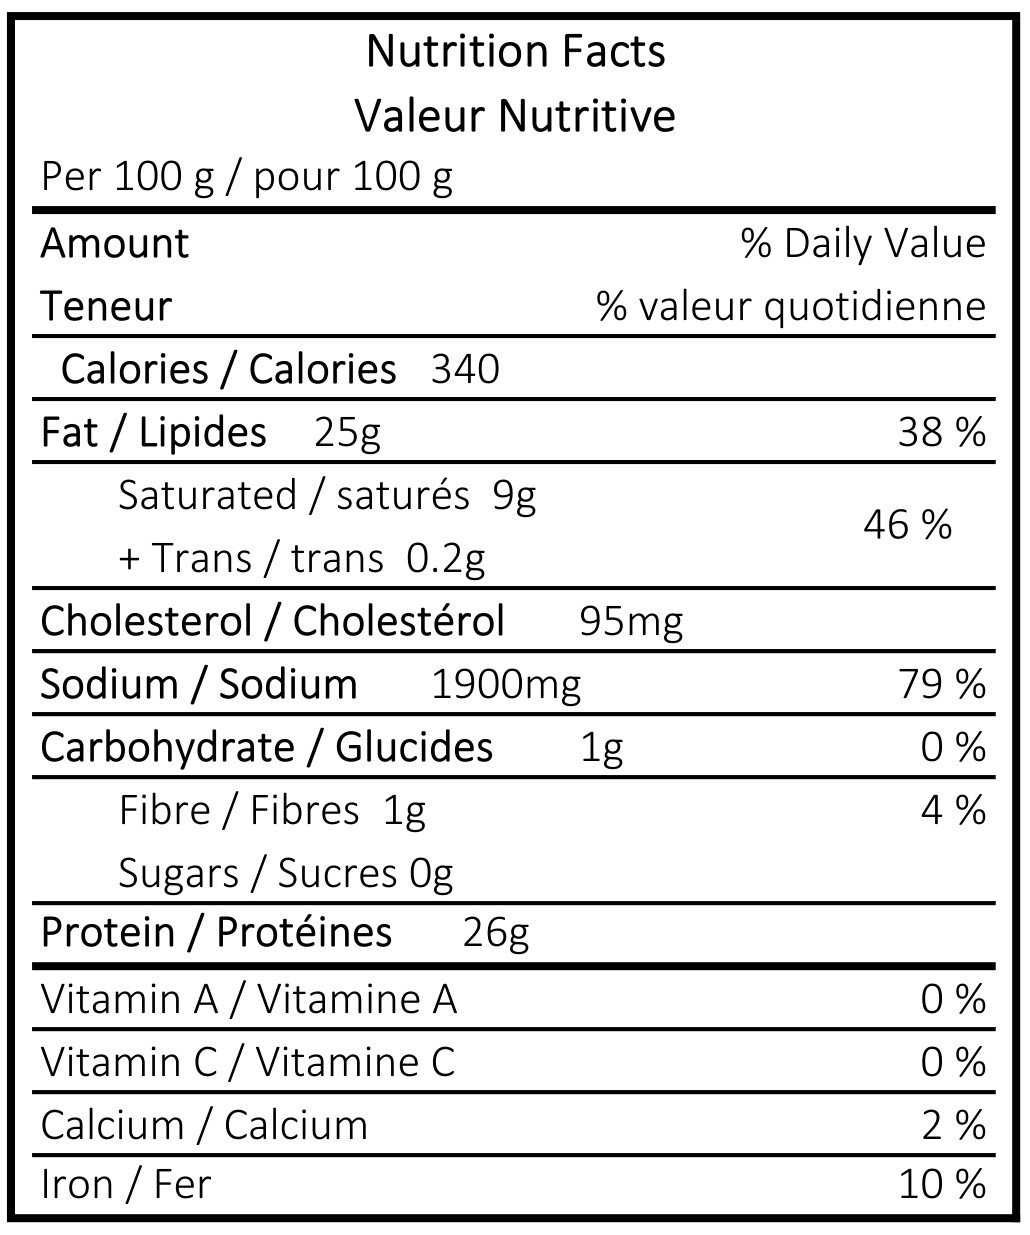 Nutrition Facts
Valeur Nutritive
Per 100 g / pour 100 g
Amount % Daily Value
Teneur % valeur quotidienne
Calories / Calories 340
Fat / Lipides 25g 38 %
Saturated / saturés 9g
46 %
+ Trans / trans 0.2g
Cholesterol / Cholestérol 95mg
Sodium / Sodium 1900mg 79 %
Carbohydrate / Glucides 1g 0 %
Fibre / Fibres 1g 4 %
Sugars / Sucres 0g
Protein / Protéines 26g
Vitamin A / Vitamine A 0 %
Vitamin C / Vitamine C 0 %
Calcium / Calcium 2 %
Iron / Fer 10 %